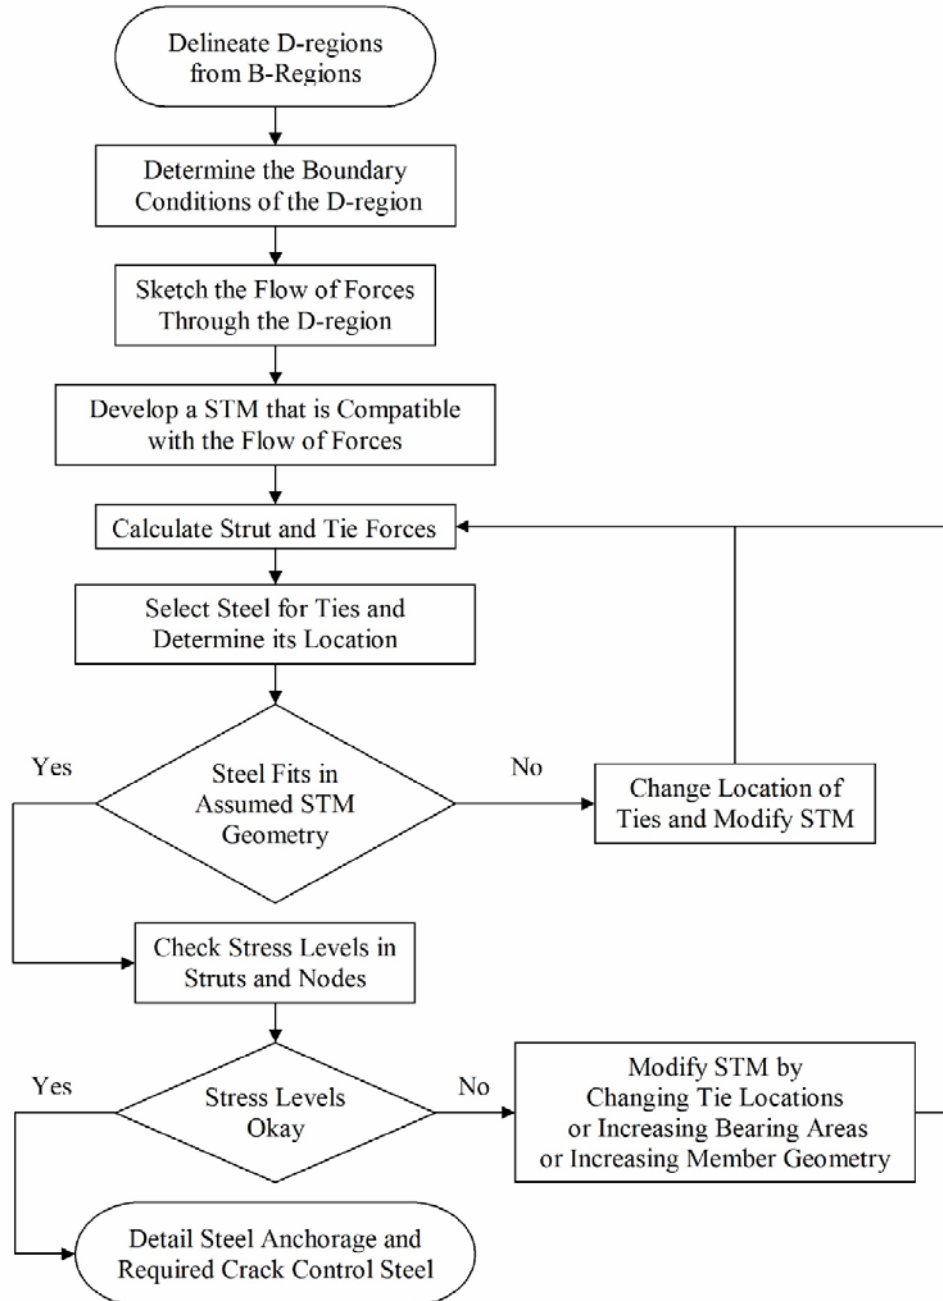 Delineate D-regions
from B-Regions
Determine the Boundary
Conditions of the D-region
Sketch the Flow of Forces
Through the D-region
Develop a STM that is Compatible
with the Flow of Forces
Calculate Strut and Tie Forces
Select Steel for Ties and
Determine its Location
Yes
Steel Fits in
Assumed STM
Geometry
No
Change Location of
Ties and Modify STM
Check Stress Levels in
Struts and Nodes
Yes
Stress Levels
Okay
No
Modify STM by
Changing Tie Locations
or Increasing Bearing Areas
or Increasing Member Geometry
Detail Steel Anchorage and
Required Crack Control Steel